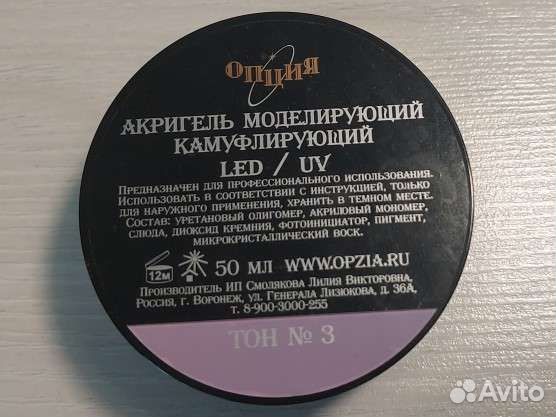 опция
Акригель моделирующий
камуфлирующий
LED / UV
Предназначен для профессионального использования.
Использовать в соответствии с инструкцией, только
для наружного применения, хранить в темном месте.
Состав: уретановый олигомер, акриловый мономер,
слюда, диоксид кремния, фотоинициатор, пигмент,
микрокристаллический воск.
12м 50 мл www.opzia.ru
Производитель ИП Смолякова Лилия Викторовна,
Россия, г. Воронеж, ул. Генерала Лизюкова, д. 36А,
т. 8-900-3000-255
Тон № 3
Avito